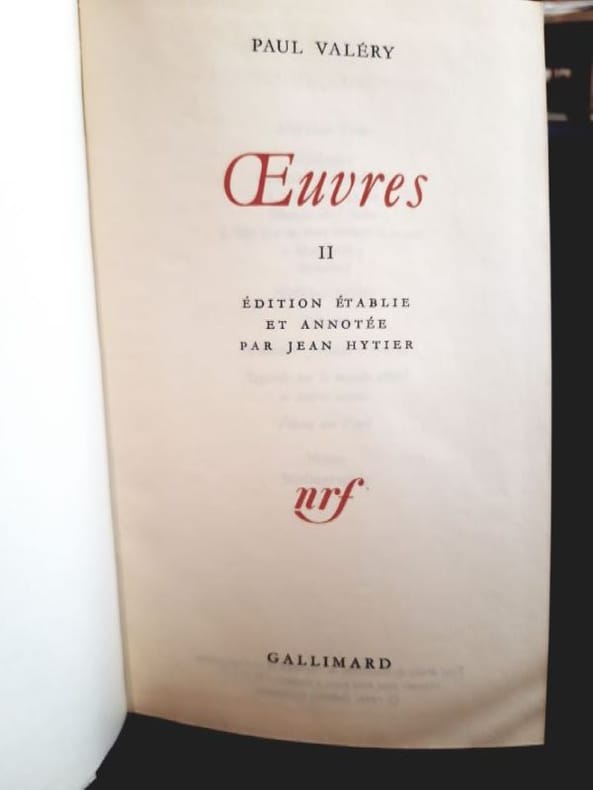 PAUL VALÉRY
Œuvres
II
ÉDITION ÉTABLIE
ET ANNOTÉE
PAR JEAN HYTIER
nrf
GALLIMARD